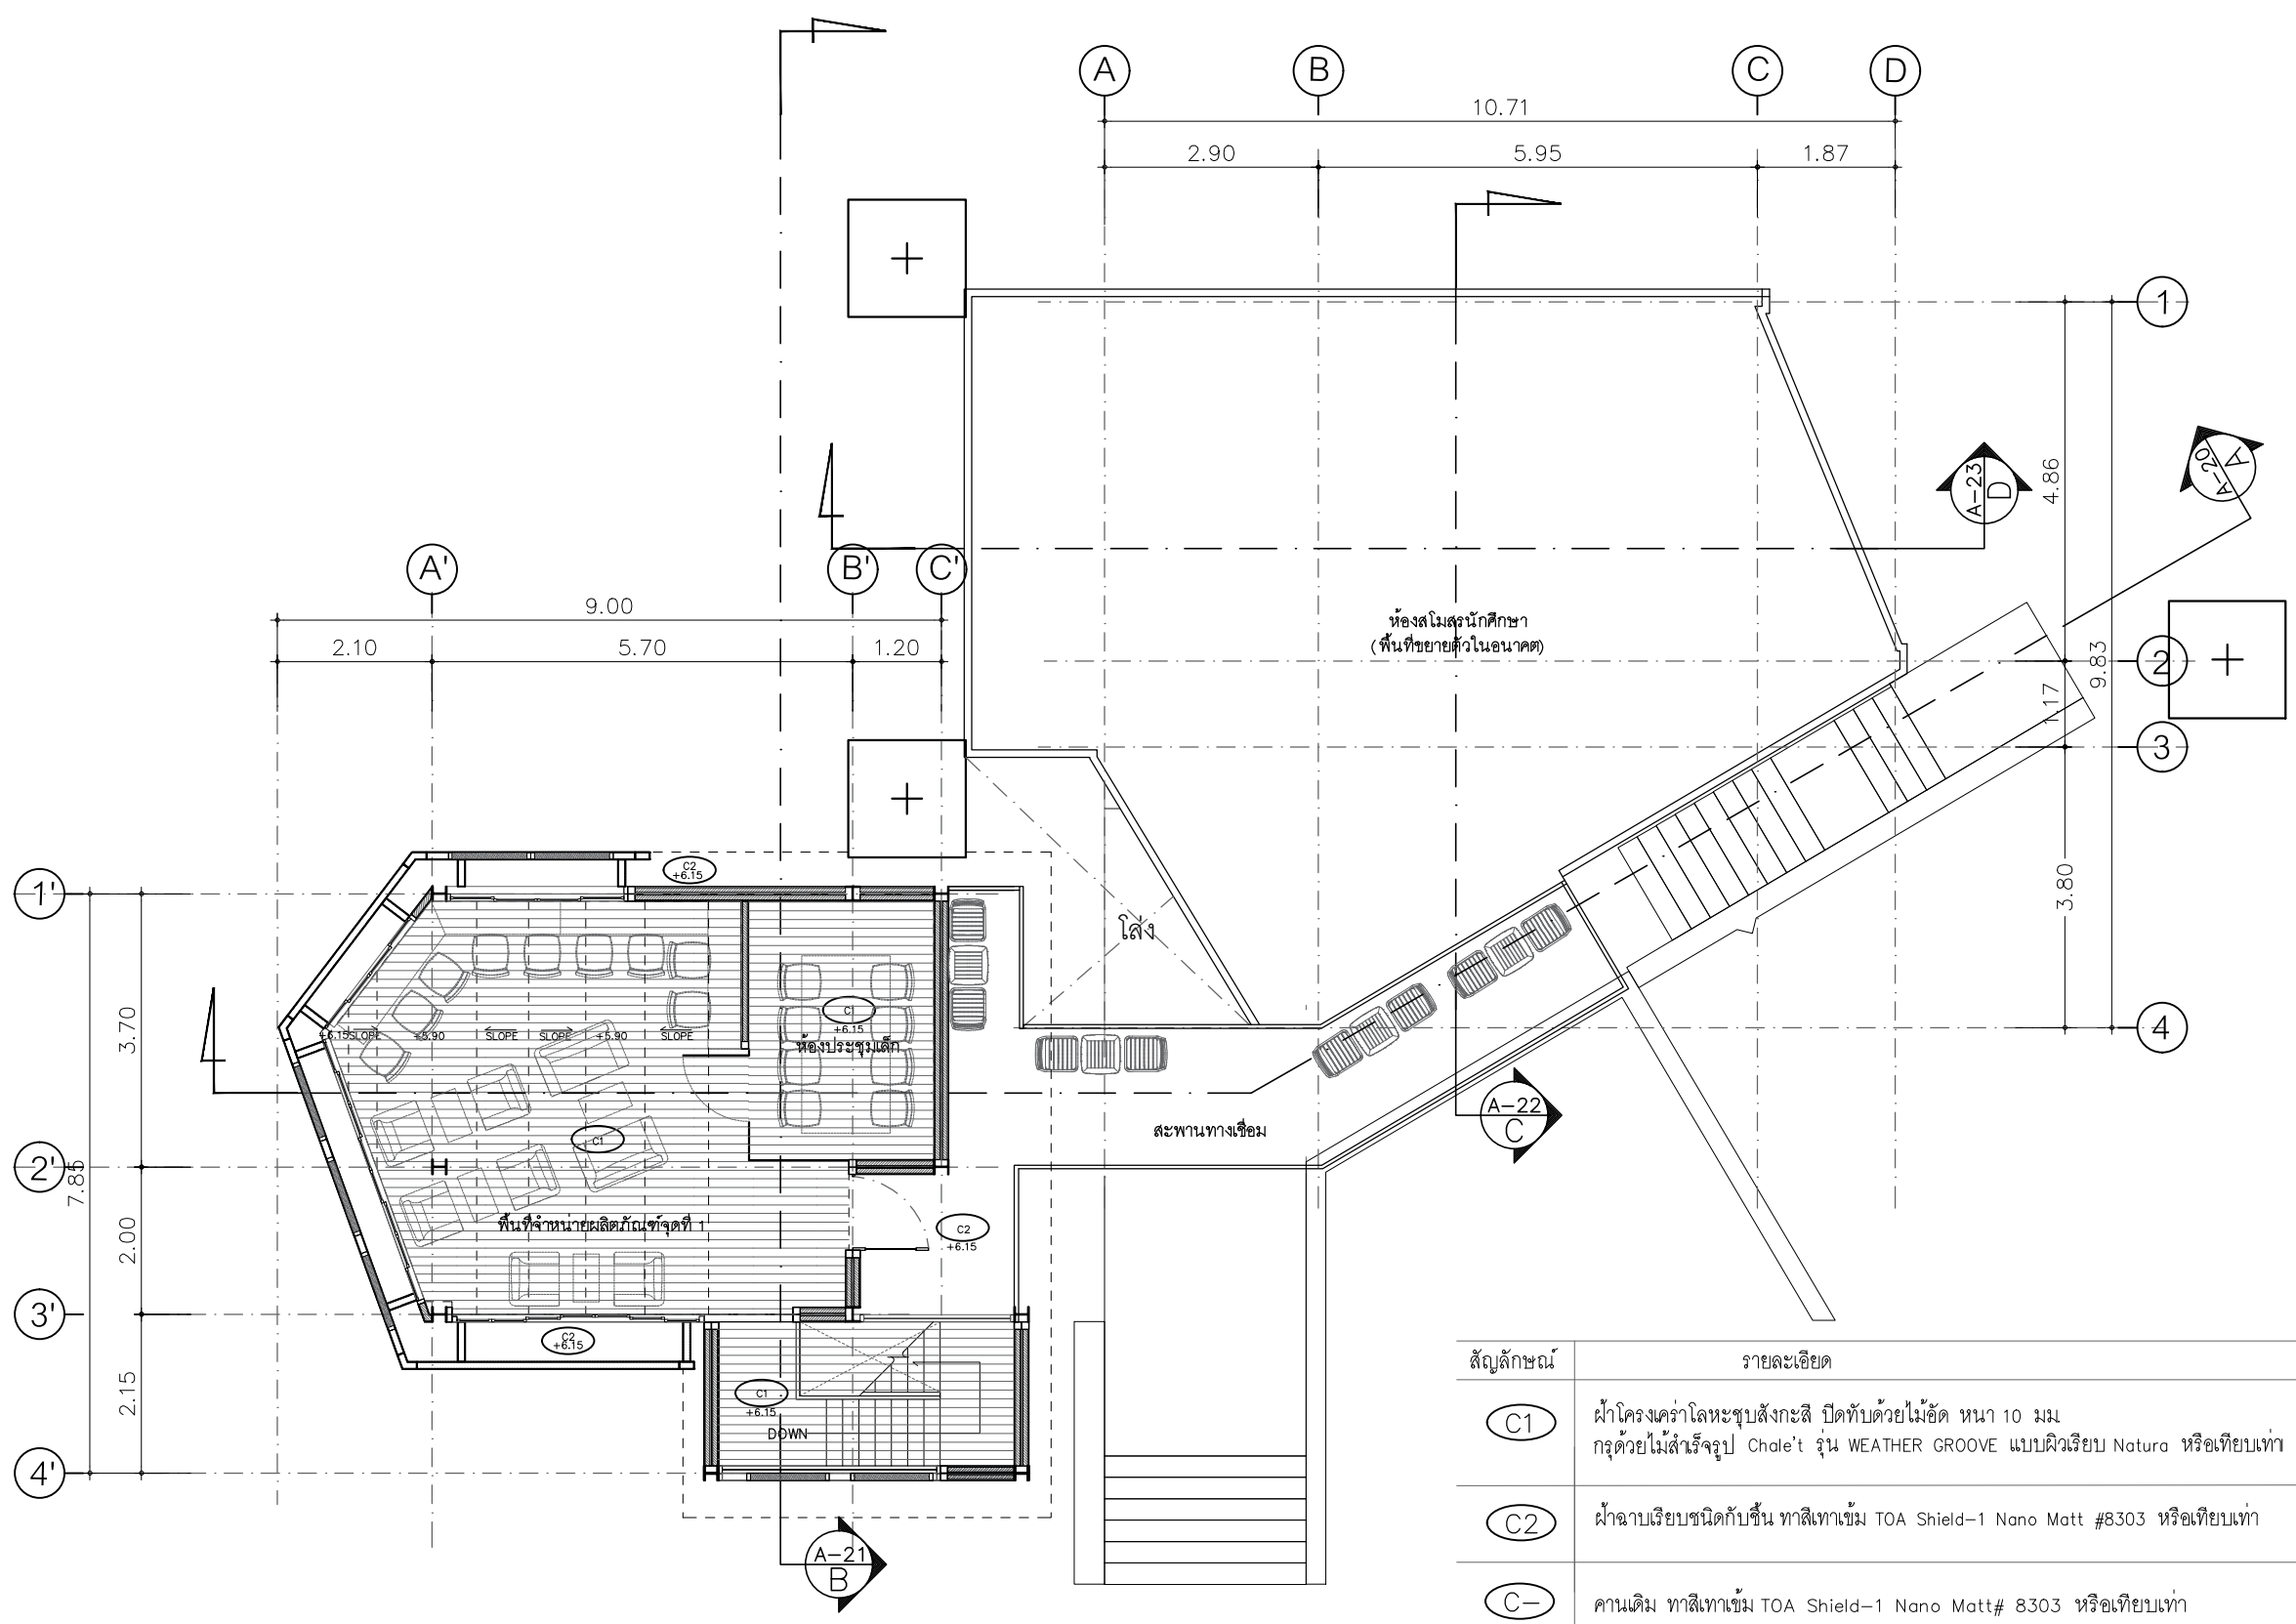 A
B
C
D
10.71
2.90
5.95
1.87
1
A-23
D
A-20
A
4.86
A'
B'
C'
9.00
2.10
5.70
1.20
ห้องสโมสรนักศึกษา
(พื้นที่ขยายตัวในอนาคต)
2
9.83
1.17
3
3.80
1'
C2
+6.15
โล่ง
3.70
C1
+6.15
ห้องประชุมเล็ก
+6.15
SLOPE
+5.90
SLOPE
SLOPE
+5.90
SLOPE
4
A-22
C
สะพานทางเชื่อม
C1
2'
7.85
2.00
พื้นที่จำหน่ายผลิตภัณฑ์จุดที่ 1
C2
+6.15
3'
C2
+6.15
2.15
C1
+6.15
DOWN
4'
A-21
B
สัญลักษณ์
รายละเอียด
C1
ฝ้าโครงเคร่าโลหะชุบสังกะสี ปิดทับด้วยไม้อัด หนา 10 มม.
กรุด้วยไม้สำเร็จรูป Chale't รุ่น WEATHER GROOVE แบบผิวเรียบ Natura หรือเทียบเท่า
C2
ฝ้าฉาบเรียบชนิดกันชื้น ทาสีเทาเข้ม TOA Shield-1 Nano Matt #8303 หรือเทียบเท่า
C-
คานเดิม ทาสีเทาเข้ม TOA Shield-1 Nano Matt# 8303 หรือเทียบเท่า